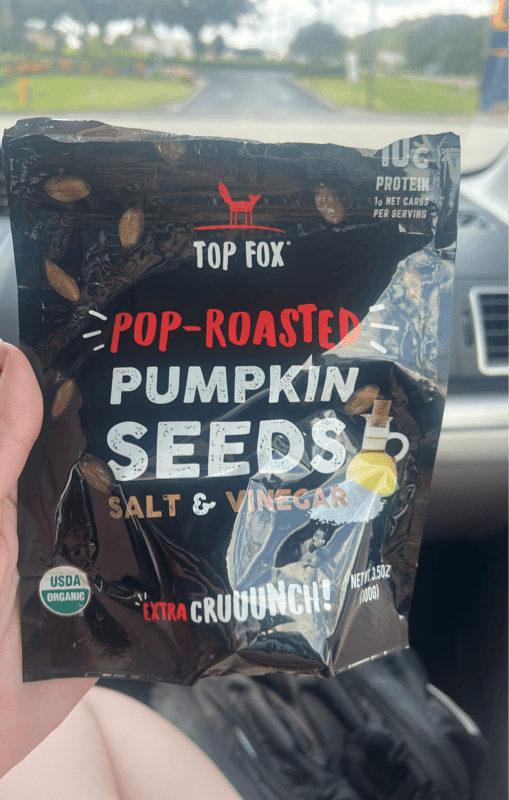 10g
PROTEIN
1g NET CARBS
PER SERVING
TOP FOX®
POP-ROASTED
PUMPKIN
SEEDS
SALT & VINEGAR
USDA
ORGANIC
EXTRA CRUUUNCH!
NET WT. 3.5OZ
(100G)